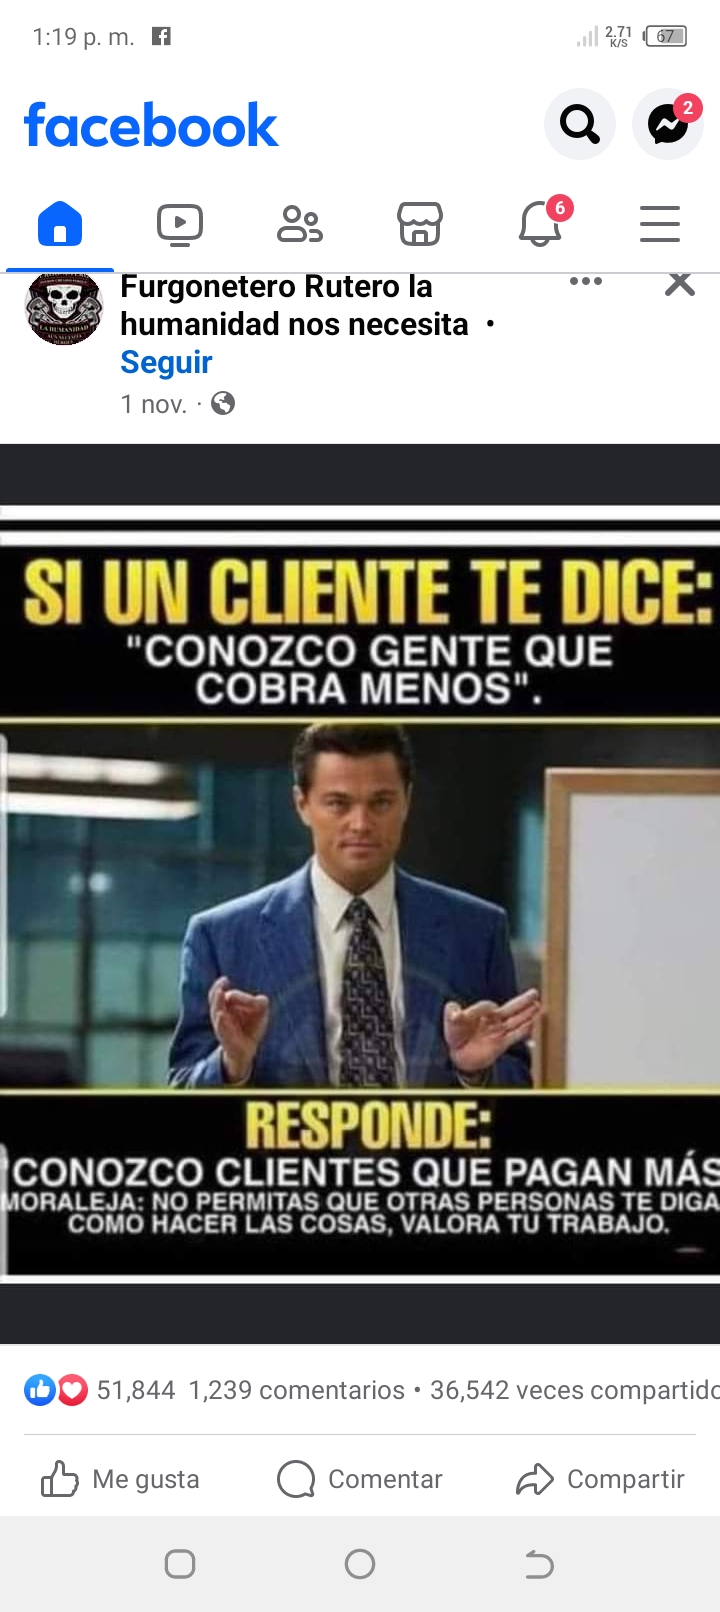 1:19 p. m.
2.71
K/S
67
facebook
2
6
Furgonetero Rutero la
humanidad nos necesita •
Seguir
1 nov. ·
SI UN CLIENTE TE DICE:
"CONOZCO GENTE QUE
COBRA MENOS".
RESPONDE:
CONOZCO CLIENTES QUE PAGAN MÁS
MORALEJA: NO PERMITAS QUE OTRAS PERSONAS TE DIGA
COMO HACER LAS COSAS, VALORA TU TRABAJO.
51,844 1,239 comentarios • 36,542 veces compartido
Me gusta
Comentar
Compartir